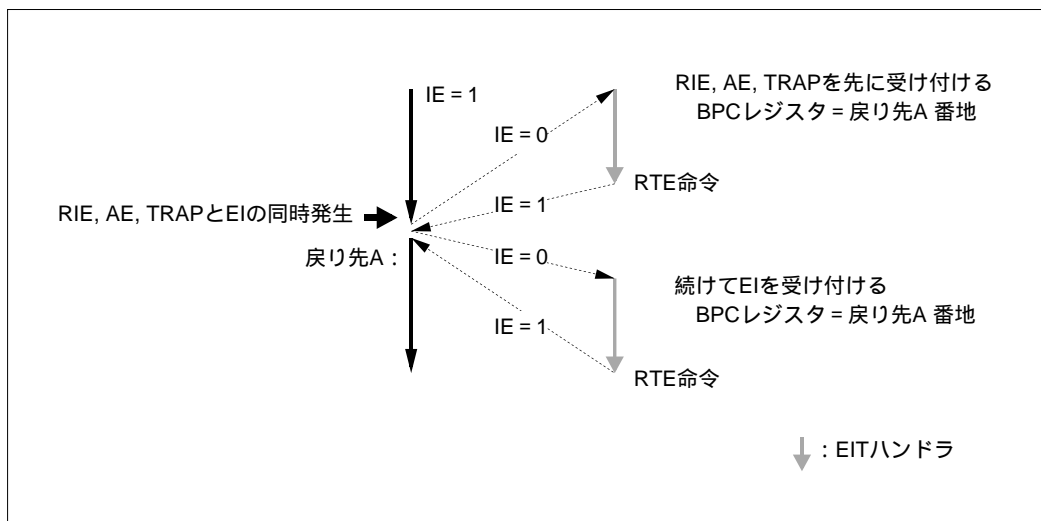 IE = 1
RIE, AE, TRAPを先に受け付ける
BPCレジスタ = 戻り先A 番地
IE = 0
RTE命令
IE = 1
RIE, AE, TRAPとEIの同時発生
戻り先A :
IE = 0
続けてEIを受け付ける
BPCレジスタ = 戻り先A 番地
IE = 1
RTE命令
: EITハンドラ